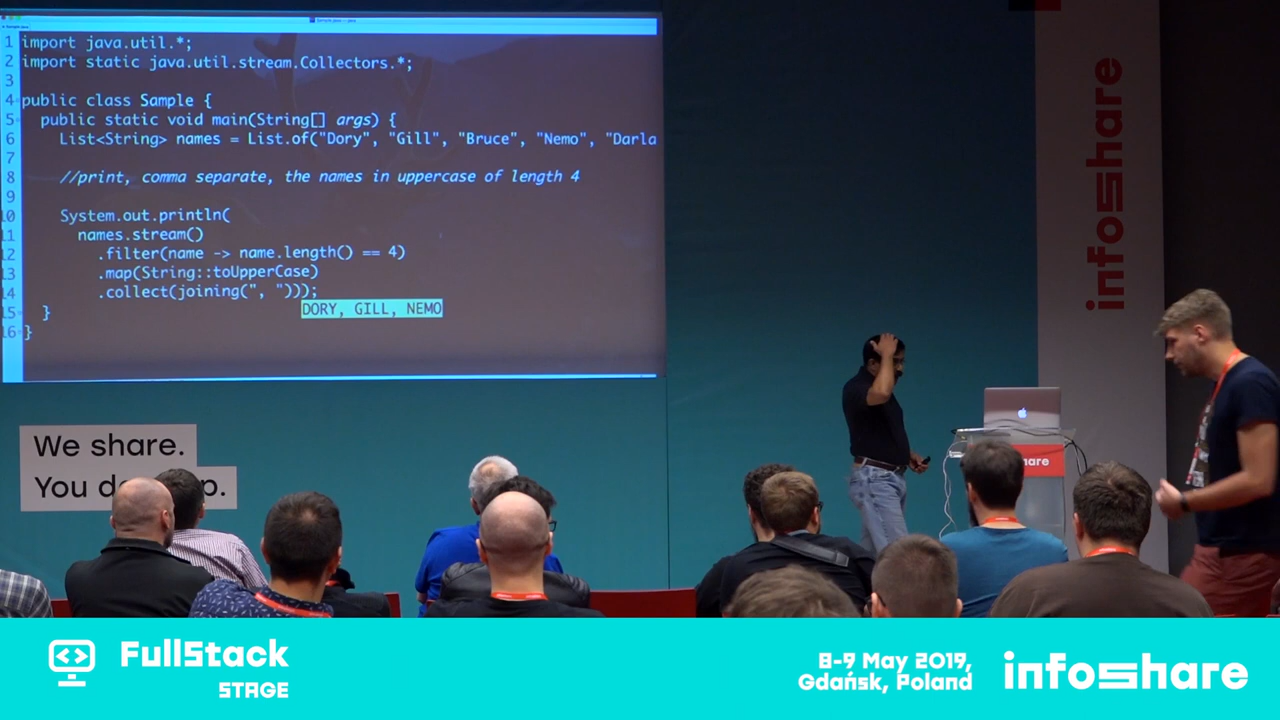 Sample.java
1 import java.util.*;
2 import static java.util.stream.Collectors.*;
3
4 public class Sample {
5 public static void main(String[] args) {
6 List<String> names = List.of("Dory", "Gill", "Bruce", "Nemo", "Darla
7
8 //print, comma separate, the names in uppercase of length 4
9
10 System.out.println(
11 names.stream()
12 .filter(name -> name.length() == 4)
13 .map(String::toUpperCase)
14 .collect(joining(", ")));
DORY, GILL, NEMO
15 }
16 }
infoshare
We share.
You d p.
share
FullStack
STAGE
8-9 May 2019,
Gdańsk, Poland
infoshare